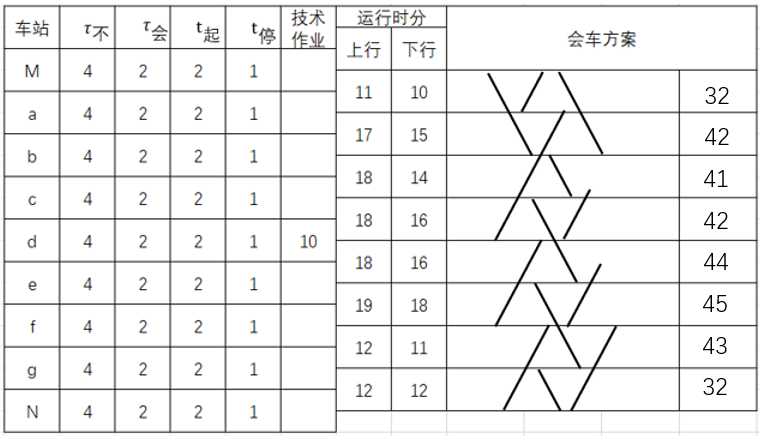 车站 τ不 τ会 t起 t停 技术作业 运行时分 会车方案
上行 下行
M 4 2 2 1
11 10 32
a 4 2 2 1
17 15 42
b 4 2 2 1
18 14 41
c 4 2 2 1
18 16 42
d 4 2 2 1 10
18 16 44
e 4 2 2 1
19 18 45
f 4 2 2 1
12 11 43
g 4 2 2 1
12 12 32
N 4 2 2 1